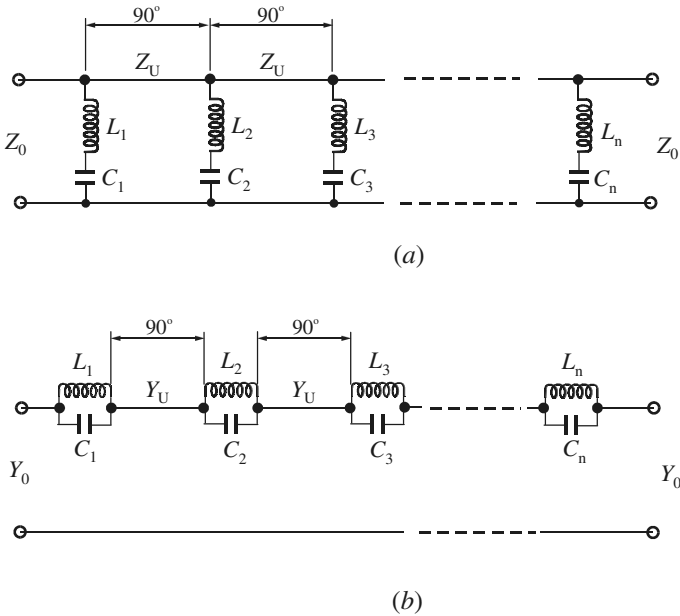 90° 90°
Z_U Z_U
L_1 L_2 L_3 L_n
Z_0 Z_0
C_1 C_2 C_3 C_n
(a)
90° 90°
L_1 L_2 L_3 L_n
Y_U Y_U
C_1 C_2 C_3 C_n
Y_0 Y_0
(b)